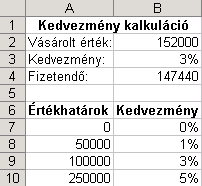 A B
1 Kedvezmény kalkuláció
2 Vásárolt érték: 152000
3 Kedvezmény: 3%
4 Fizetendő: 147440
5
6 Értékhatárok Kedvezmény
7 0 0%
8 50000 1%
9 100000 3%
10 250000 5%